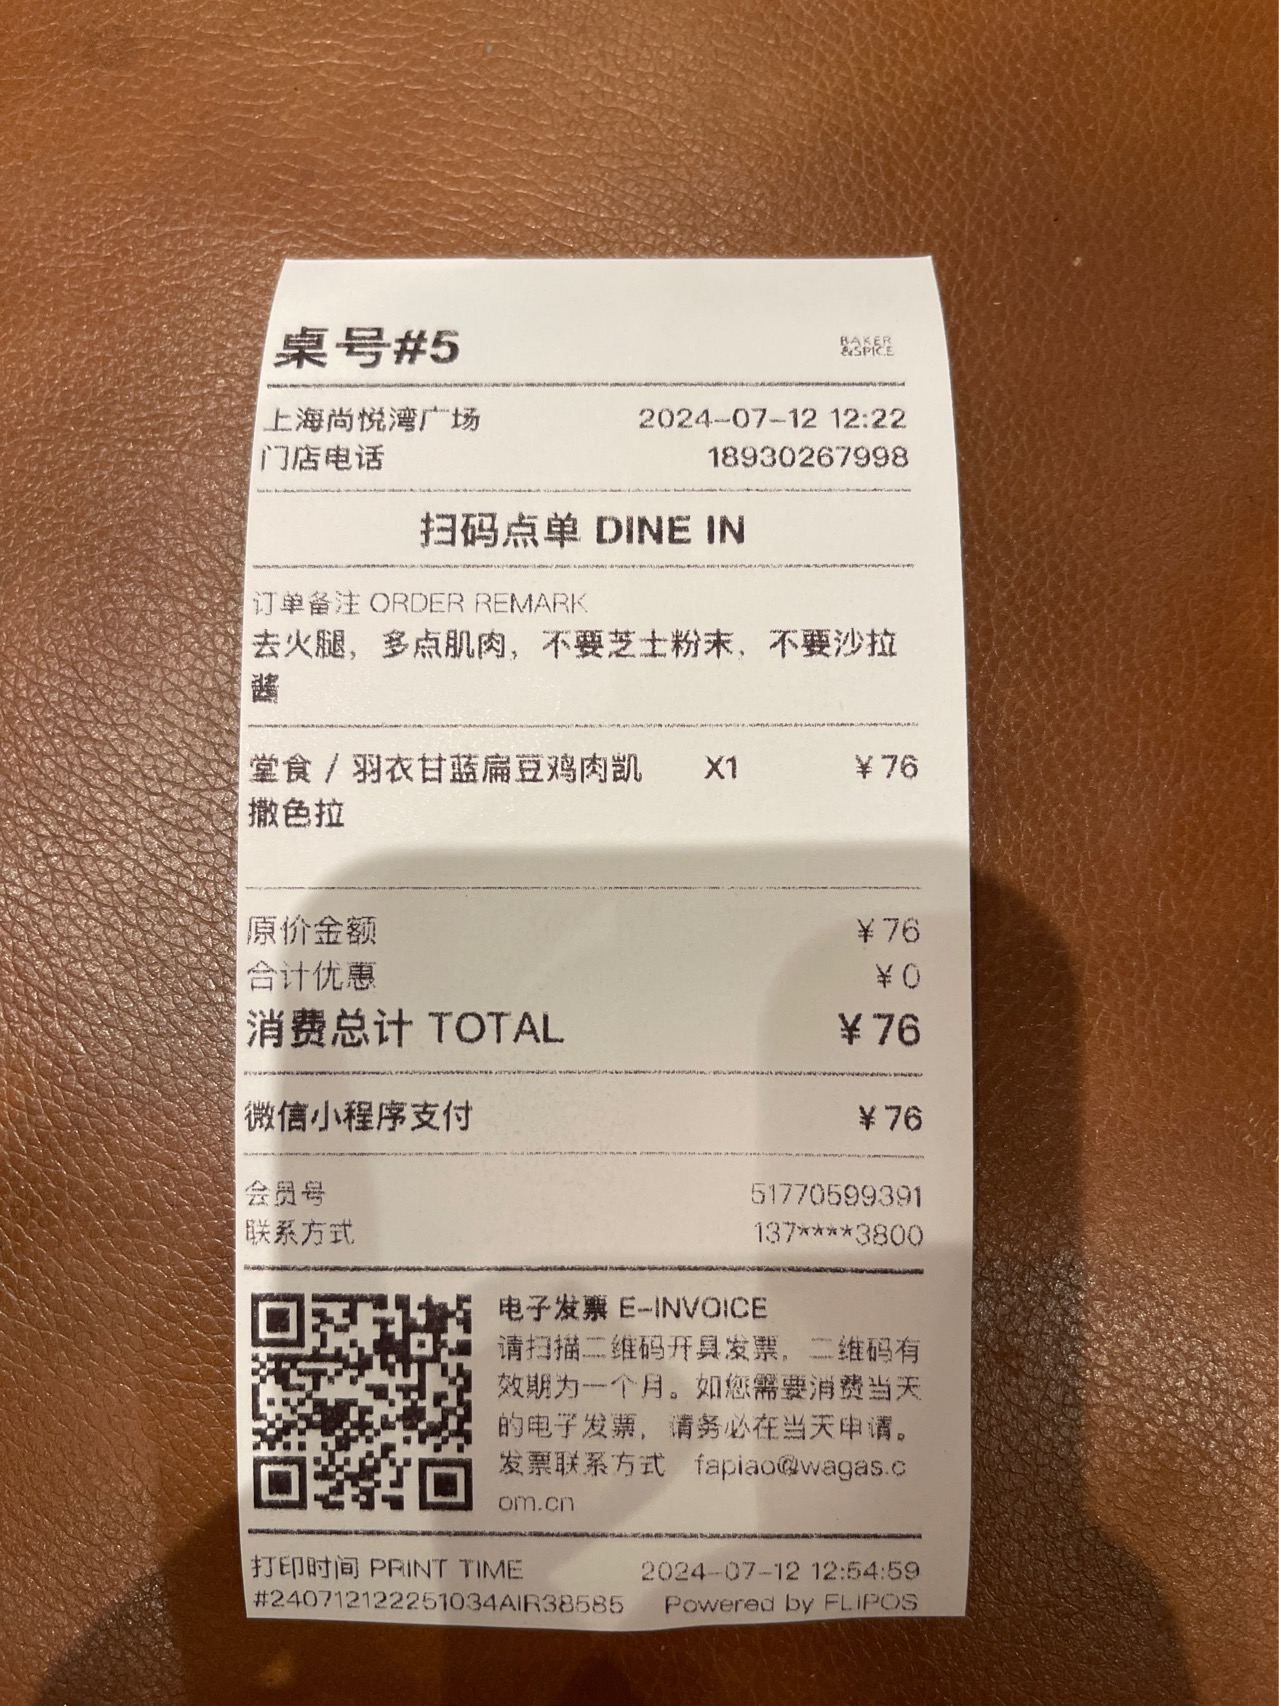 桌号#5
BAKER
&SPICE
上海尚悦湾广场 2024-07-12 12:22
门店电话 18930267998
扫码点单 DINE IN
订单备注 ORDER REMARK
去火腿，多点肌肉，不要芝士粉末、不要沙拉
酱
堂食 / 羽衣甘蓝扁豆鸡肉凯 X1 ¥76
撒色拉
原价金额 ¥76
合计优惠 ¥0
消费总计 TOTAL ¥76
微信小程序支付 ¥76
会员号 51770599391
联系方式 137****3800
电子发票 E-INVOICE
请扫描二维码开具发票，二维码有
效期为一个月。如您需要消费当天
的电子发票，请务必在当天申请。
发票联系方式 fapiao@wagas.c
om.cn
打印时间 PRINT TIME 2024-07-12 12:54:59
#240712122251034AIR38585 Powered by FLIPOS